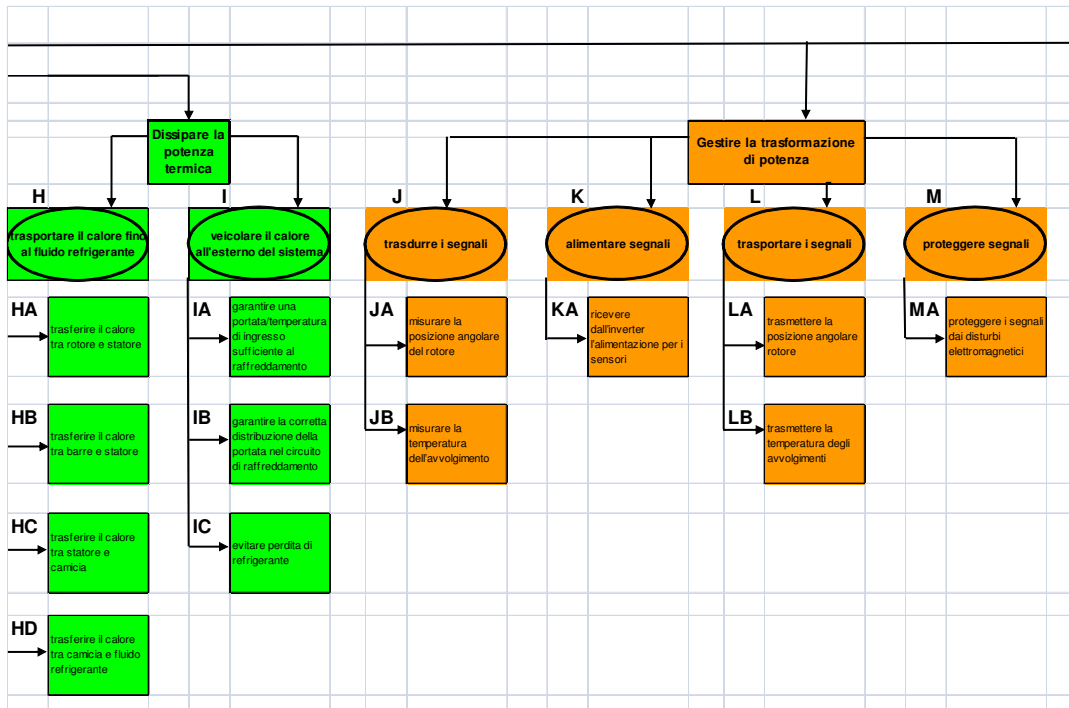 Dissipare la
potenza
termica
Gestire la trasformazione
di potenza
H
I
J
K
L
M
trasportare il calore fino
al fluido refrigerante
veicolare il calore
all'esterno del sistema
trasdurre i segnali
alimentare segnali
trasportare i segnali
proteggere segnali
HA
trasferire il calore
tra rotore e statore
IA
garantire una
portata/temperatura
di ingresso
sufficiente al
raffreddamento
JA
misurare la
posizione angolare
del rotore
KA
ricevere
dall'inverter
l'alimentazione per i
sensori
LA
trasmettere la
posizione angolare
rotore
MA
proteggere i segnali
dai disturbi
elettromagnetici
HB
trasferire il calore
tra barre e statore
IB
garantire la corretta
distribuzione della
portata nel circuito
di raffreddamento
JB
misurare la
temperatura
dell'avvolgimento
LB
trasmettere la
temperatura degli
avvolgimenti
HC
trasferire il calore
tra statore e
camicia
IC
evitare perdita di
refrigerante
HD
trasferire il calore
tra camicia e fluido
refrigerante